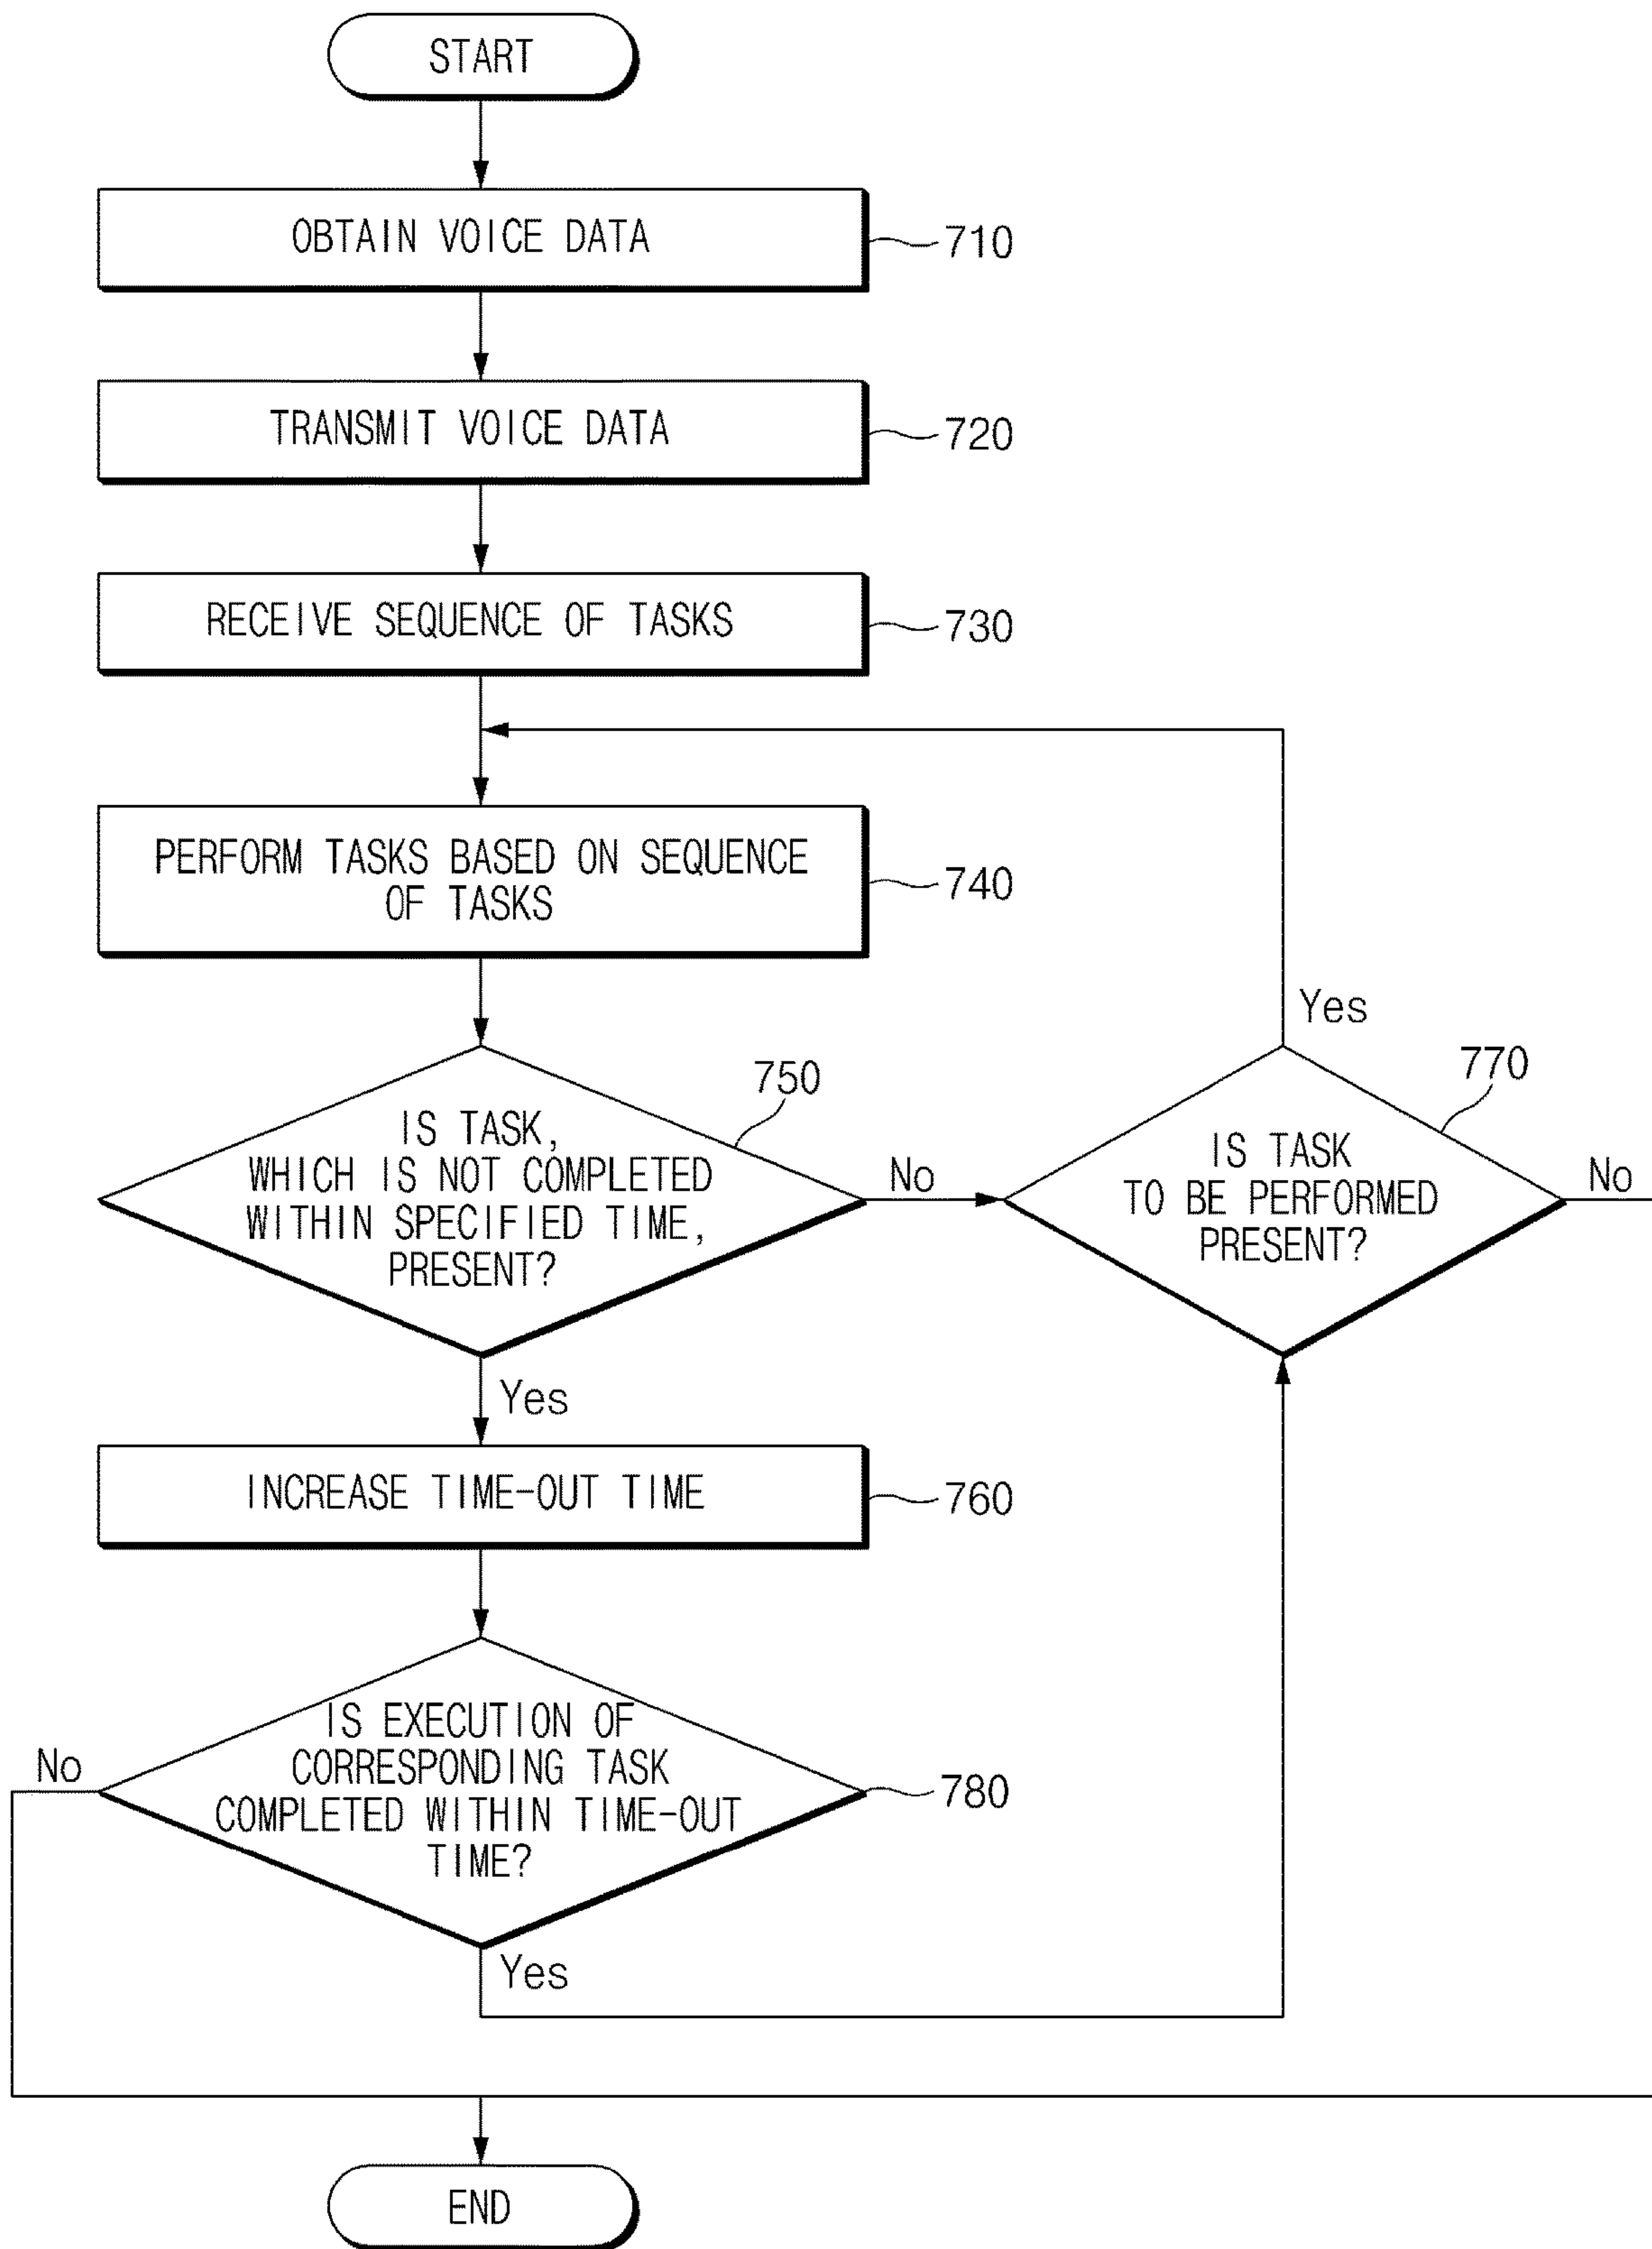 START
OBTAIN VOICE DATA
710
TRANSMIT VOICE DATA
720
RECEIVE SEQUENCE OF TASKS
730
PERFORM TASKS BASED ON SEQUENCE
OF TASKS
740
750
IS TASK,
WHICH IS NOT COMPLETED
WITHIN SPECIFIED TIME,
PRESENT?
No
Yes
770
IS TASK
TO BE PERFORMED
PRESENT?
No
Yes
INCREASE TIME-OUT TIME
760
IS EXECUTION OF
CORRESPONDING TASK
COMPLETED WITHIN TIME-OUT
TIME?
No
780
Yes
END